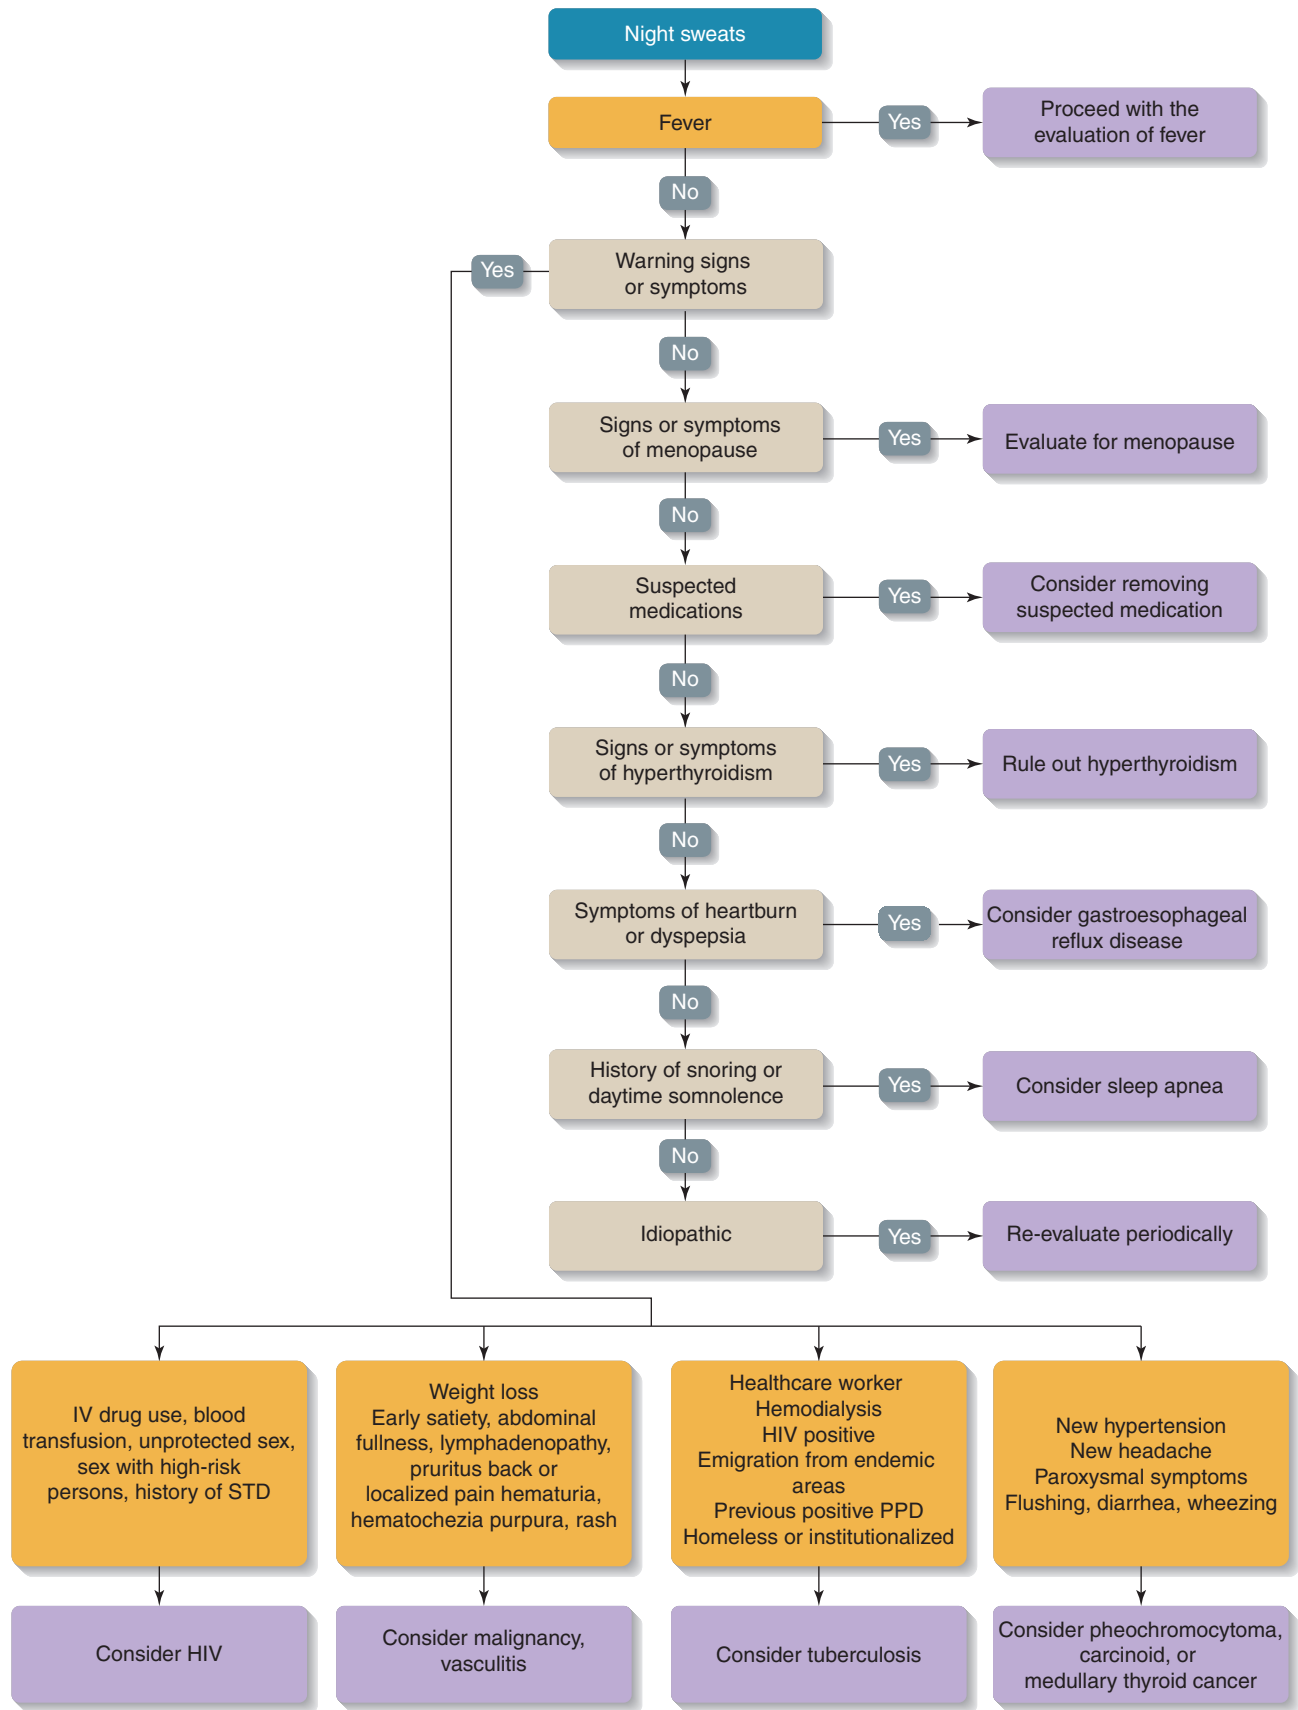 Night sweats
Fever
Yes
Proceed with the
evaluation of fever
No
Warning signs
or symptoms
Yes
No
Signs or symptoms
of menopause
Yes
Evaluate for menopause
No
Suspected
medications
Yes
Consider removing
suspected medication
No
Signs or symptoms
of hyperthyroidism
Yes
Rule out hyperthyroidism
No
Symptoms of heartburn
or dyspepsia
Yes
Consider gastroesophageal
reflux disease
No
History of snoring or
daytime somnolence
Yes
Consider sleep apnea
No
Idiopathic
Yes
Re-evaluate periodically
IV drug use, blood
transfusion, unprotected sex,
sex with high-risk
persons, history of STD
Weight loss
Early satiety, abdominal
fullness, lymphadenopathy,
pruritus back or
localized pain hematuria,
hematochezia purpura, rash
Healthcare worker
Hemodialysis
HIV positive
Emigration from endemic
areas
Previous positive PPD
Homeless or institutionalized
New hypertension
New headache
Paroxysmal symptoms
Flushing, diarrhea, wheezing
Consider HIV
Consider malignancy,
vasculitis
Consider tuberculosis
Consider pheochromocytoma,
carcinoid, or
medullary thyroid cancer